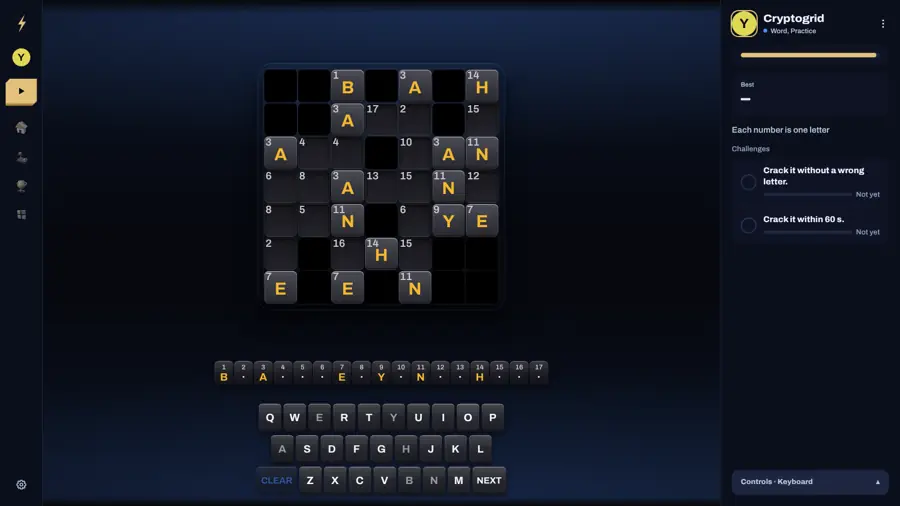 Y
1 3 14
B A H
3 17 2 15
A
3 4 4 10 3 11
A A N
6 8 3 13 15 11 12
A N
8 5 11 6 9 7
N Y E
2 16 14 15
H
7 7 11
E E N
1 2 3 4 5 6 7 8 9 10 11 12 13 14 15 16 17
B · A · · · E · Y · N · · H · · ·
Q W E R T Y U I O P
A S D F G H J K L
CLEAR Z X C V B N M NEXT
Y
Cryptogrid
Word, Practice
Best
—
Each number is one letter
Challenges
Crack it without a wrong
letter.
Not yet
Crack it within 60 s.
Not yet
Controls · Keyboard